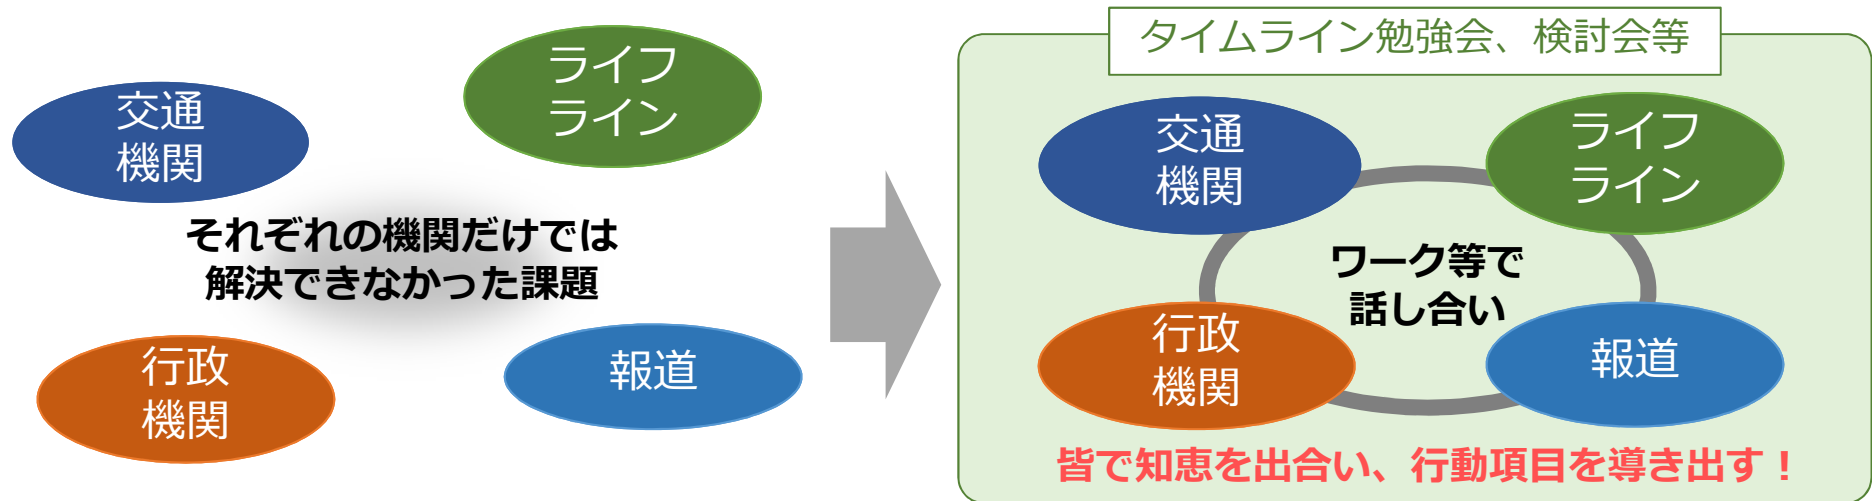 交通
機関
ライフ
ライン
それぞれの機関だけでは
解決できなかった課題
行政
機関
報道
タイムライン勉強会、検討会等
交通
機関
ライフ
ライン
ワーク等で
話し合い
行政
機関
報道
皆で知恵を出合い、行動項目を導き出す！